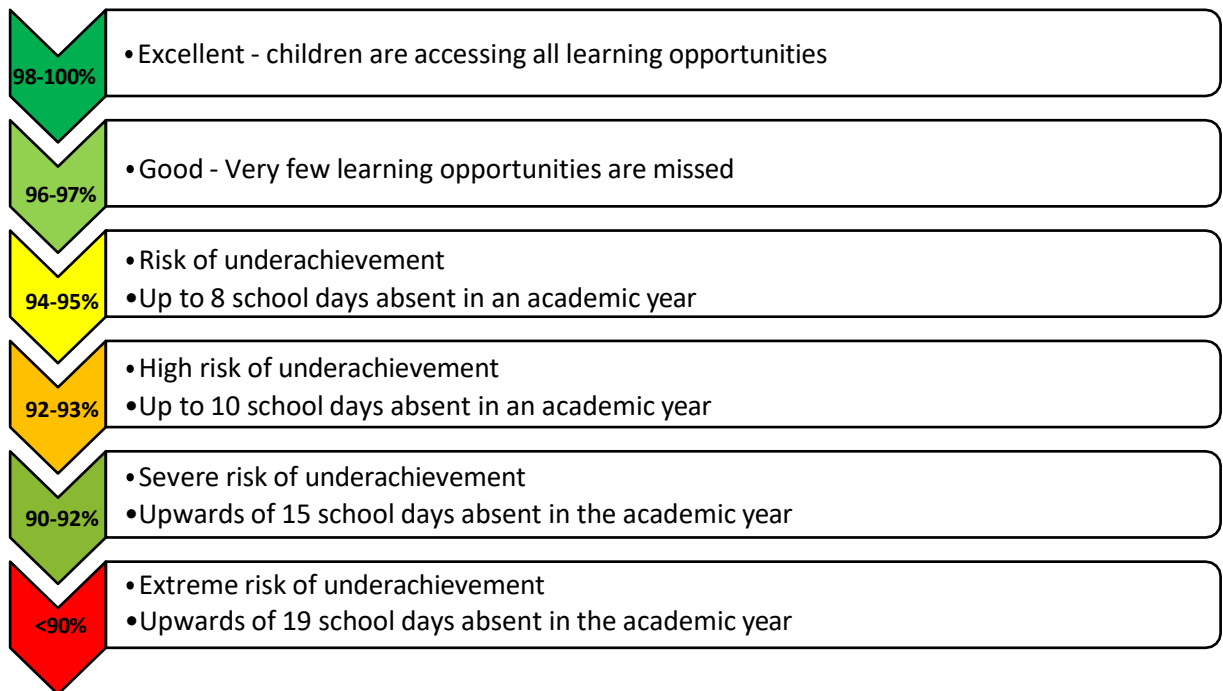 98-100%
•Excellent - children are accessing all learning opportunities
96-97%
•Good - Very few learning opportunities are missed
94-95%
•Risk of underachievement
•Up to 8 school days absent in an academic year
92-93%
•High risk of underachievement
•Up to 10 school days absent in an academic year
90-92%
•Severe risk of underachievement
•Upwards of 15 school days absent in the academic year
<90%
•Extreme risk of underachievement
•Upwards of 19 school days absent in the academic year